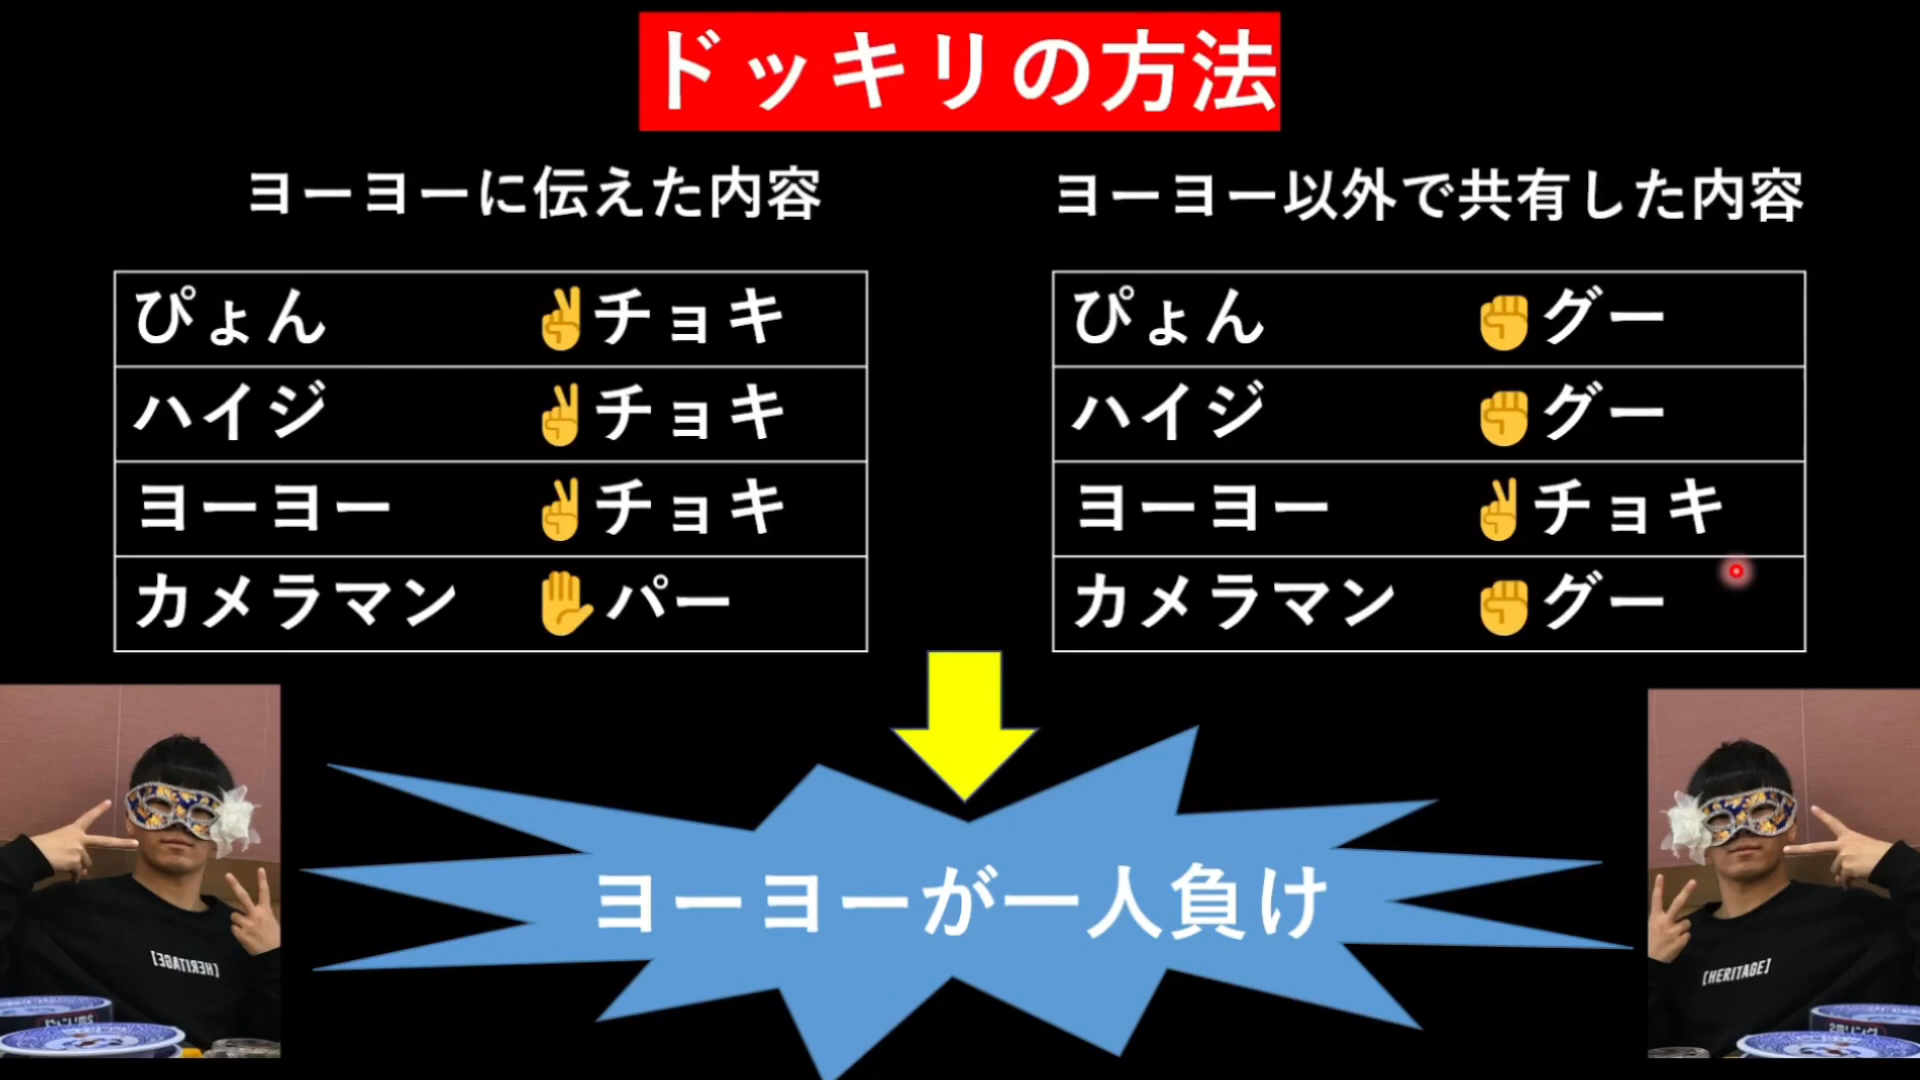 ドッキリの方法
ヨーヨーに伝えた内容
ぴょん ✌チョキ
ハイジ ✌チョキ
ヨーヨー ✌チョキ
カメラマン ✋パー
ヨーヨー以外で共有した内容
ぴょん ✊グー
ハイジ ✊グー
ヨーヨー ✌チョキ
カメラマン ✊グー
ヨーヨーが一人負け
[HERITAGE]
[HERITAGE]